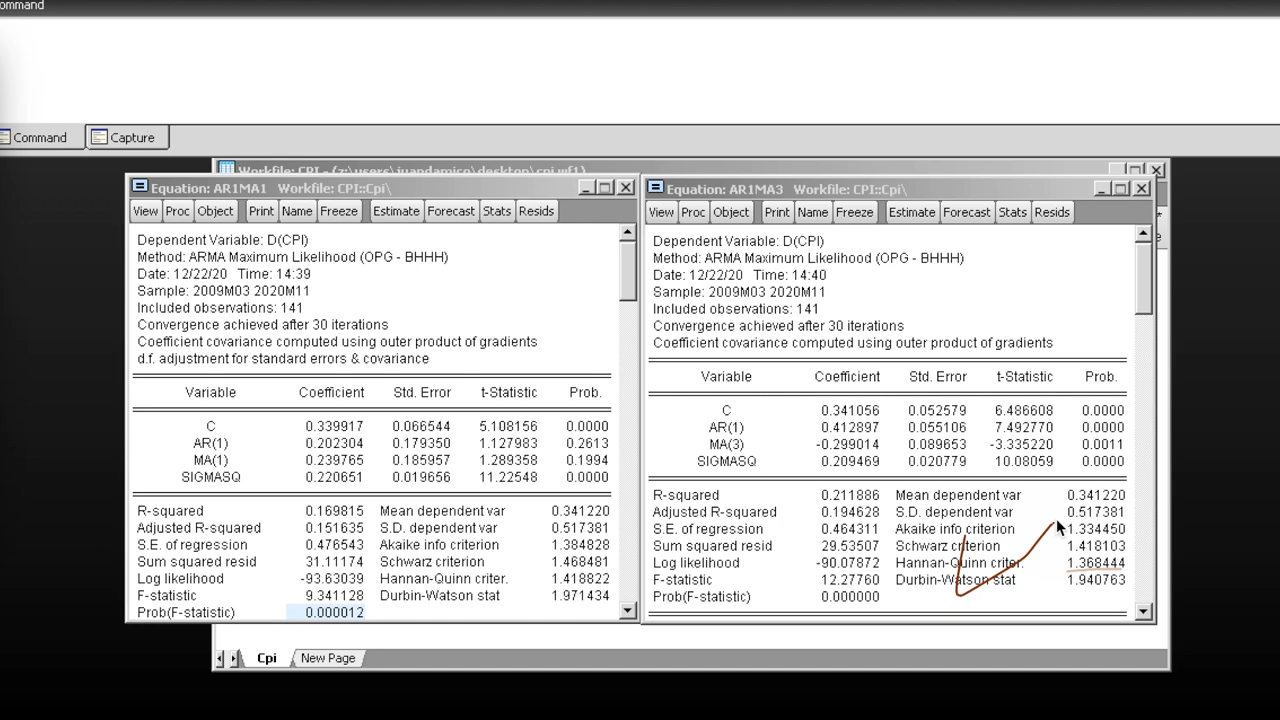 ommand
Command
Capture
Workfile: CPI - (z:\users\juandamico\desktop\cpi.wf1)
Equation: AR1MA1 Workfile: CPI::Cpi\
View Proc Object Print Name Freeze Estimate Forecast Stats Resids
Dependent Variable: D(CPI)
Method: ARMA Maximum Likelihood (OPG - BHHH)
Date: 12/22/20 Time: 14:39
Sample: 2009M03 2020M11
Included observations: 141
Convergence achieved after 30 iterations
Coefficient covariance computed using outer product of gradients
d.f. adjustment for standard errors & covariance
Variable Coefficient Std. Error t-Statistic Prob.
C 0.339917 0.066544 5.108156 0.0000
AR(1) 0.202304 0.179350 1.127983 0.2613
MA(1) 0.239765 0.185957 1.289358 0.1994
SIGMASQ 0.220651 0.019656 11.22548 0.0000
R-squared 0.169815 Mean dependent var 0.341220
Adjusted R-squared 0.151635 S.D. dependent var 0.517381
S.E. of regression 0.476543 Akaike info criterion 1.384828
Sum squared resid 31.11174 Schwarz criterion 1.468481
Log likelihood -93.63039 Hannan-Quinn criter. 1.418822
F-statistic 9.341128 Durbin-Watson stat 1.971434
Prob(F-statistic) 0.000012
Equation: AR1MA3 Workfile: CPI::Cpi\
View Proc Object Print Name Freeze Estimate Forecast Stats Resids
Dependent Variable: D(CPI)
Method: ARMA Maximum Likelihood (OPG - BHHH)
Date: 12/22/20 Time: 14:40
Sample: 2009M03 2020M11
Included observations: 141
Convergence achieved after 30 iterations
Coefficient covariance computed using outer product of gradients
Variable Coefficient Std. Error t-Statistic Prob.
C 0.341056 0.052579 6.486608 0.0000
AR(1) 0.412897 0.055106 7.492770 0.0000
MA(3) -0.299014 0.089653 -3.335220 0.0011
SIGMASQ 0.209469 0.020779 10.08059 0.0000
R-squared 0.211886 Mean dependent var 0.341220
Adjusted R-squared 0.194628 S.D. dependent var 0.517381
S.E. of regression 0.464311 Akaike info criterion 1.334450
Sum squared resid 29.53507 Schwarz criterion 1.418103
Log likelihood -90.07872 Hannan-Quinn criter. 1.368444
F-statistic 12.27760 Durbin-Watson stat 1.940763
Prob(F-statistic) 0.000000
Cpi New Page